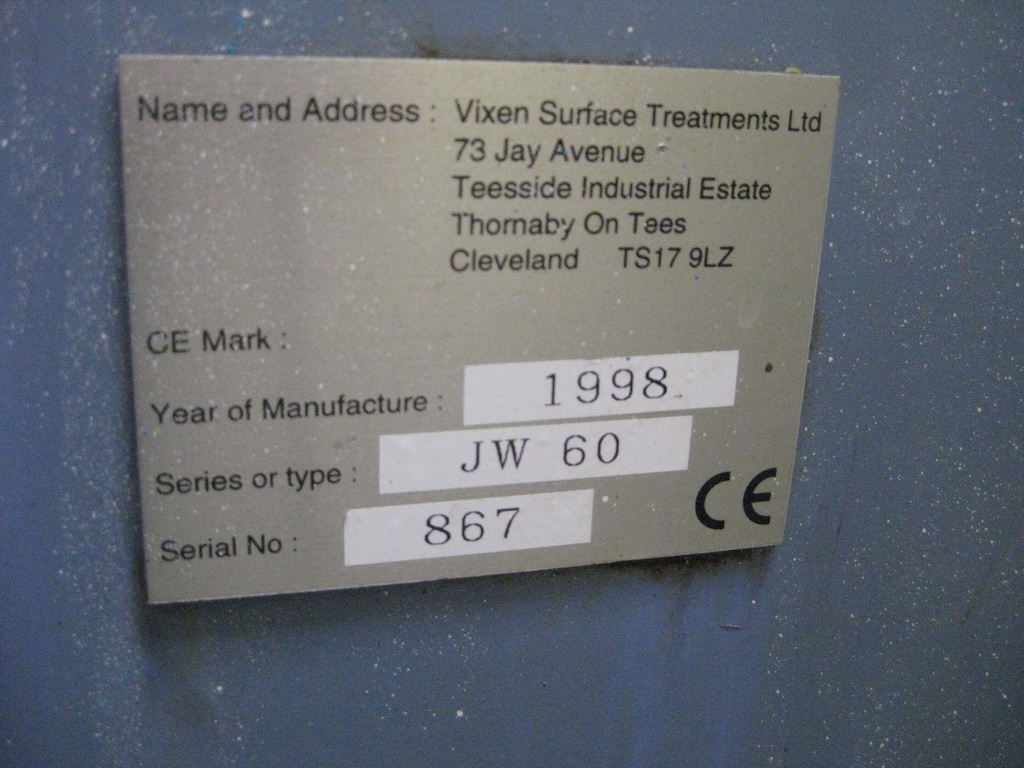 Name and Address : Vixen Surface Treatments Ltd
73 Jay Avenue
Teesside Industrial Estate
Thornaby On Tees
Cleveland TS17 9LZ
CE Mark :
Year of Manufacture : 1998
Series or type : JW 60
Serial No : 867
CE